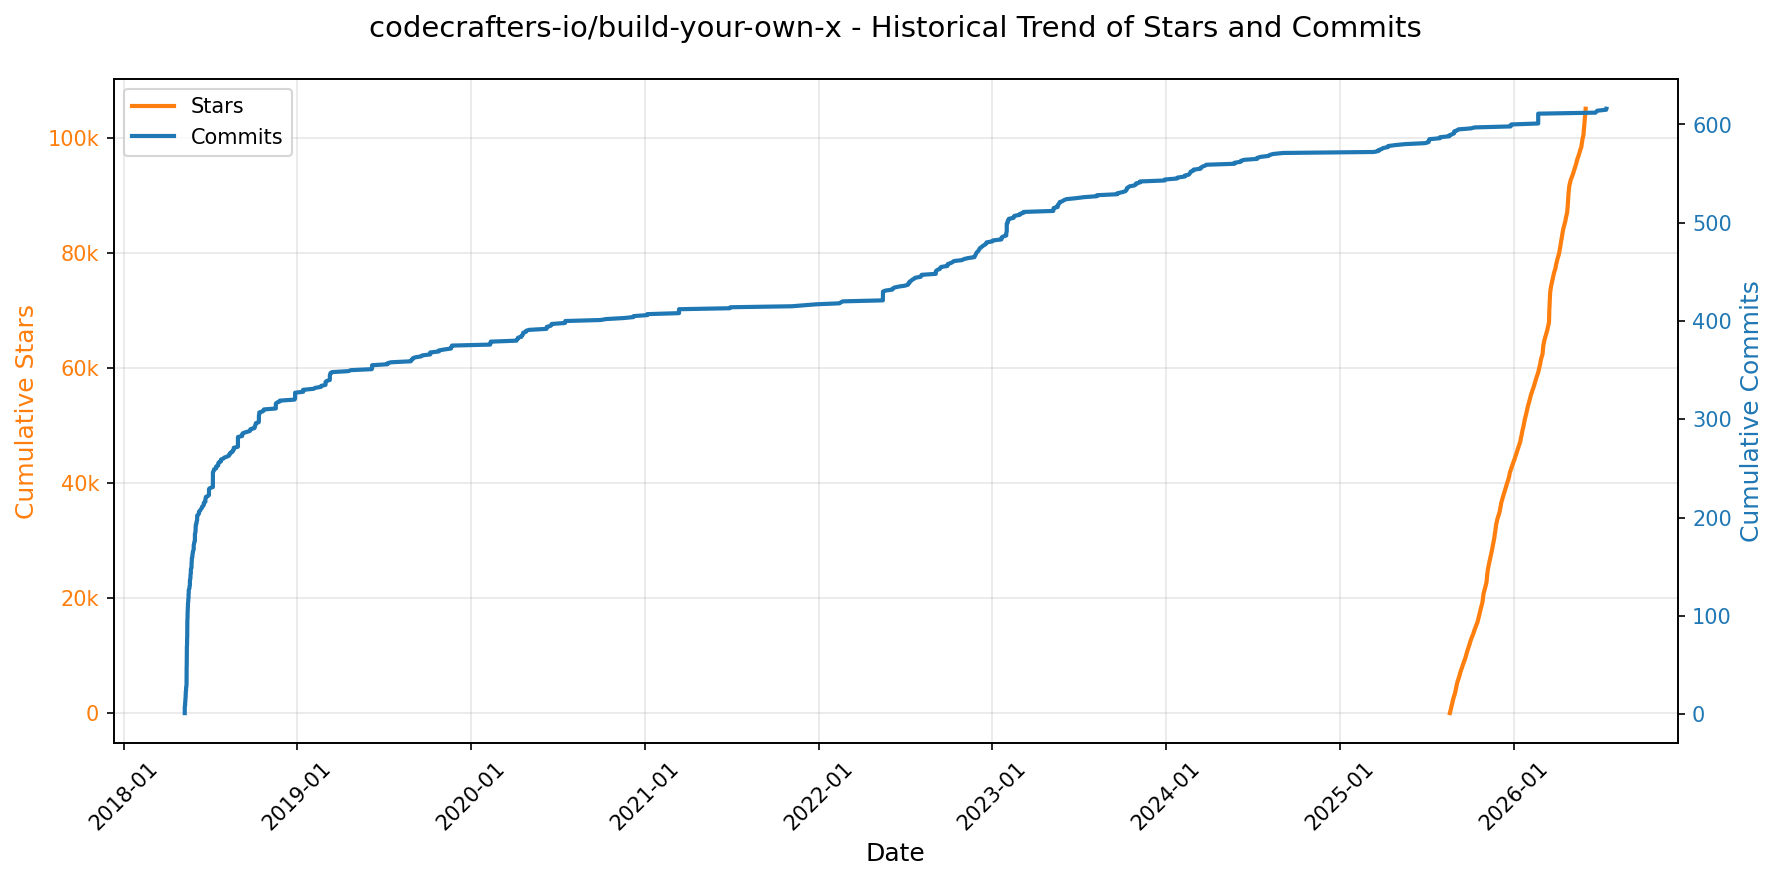 codecrafters-io/build-your-own-x - Historical Trend of Stars and Commits
Stars
Commits
100k
80k
60k
40k
20k
0
Cumulative Stars
600
500
400
300
200
100
0
Cumulative Commits
2018-01
2019-01
2020-01
2021-01
2022-01
2023-01
2024-01
2025-01
2026-01
Date